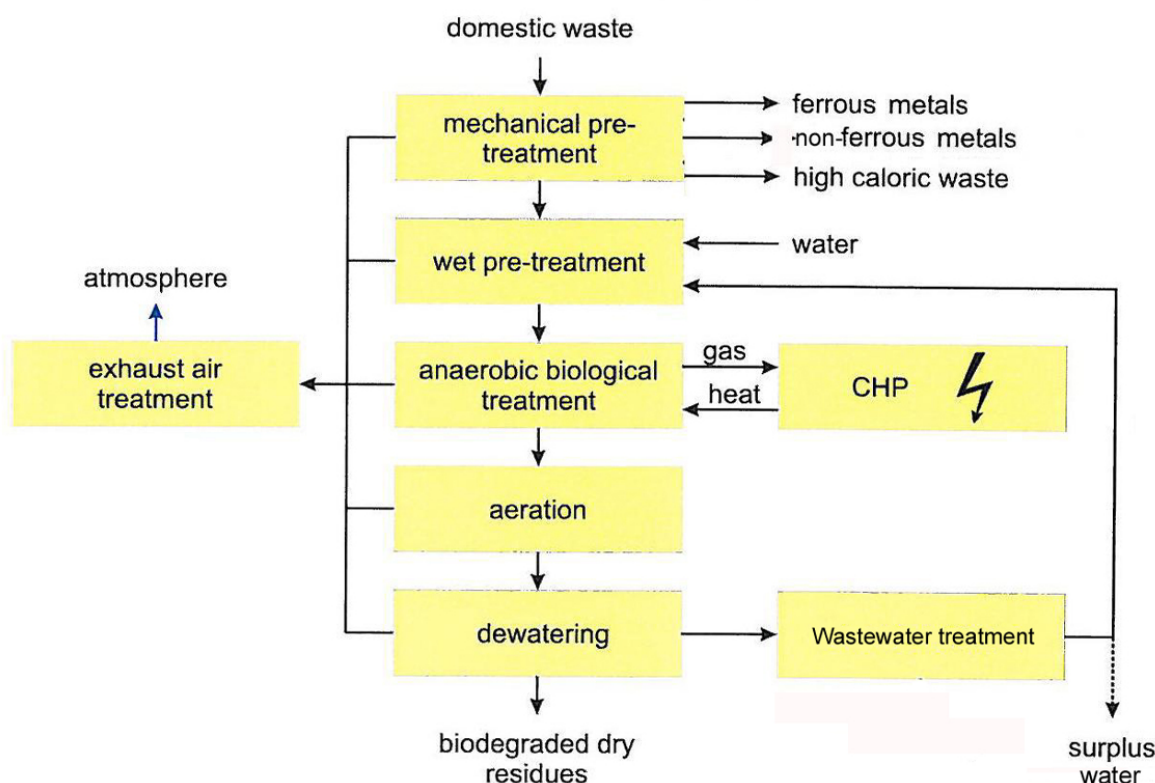 domestic waste
mechanical pre-
treatment
ferrous metals
non-ferrous metals
high caloric waste
wet pre-treatment
water
atmosphere
exhaust air
treatment
anaerobic biological
treatment
gas
heat
CHP
aeration
dewatering
Wastewater treatment
biodegraded dry
residues
surplus
water